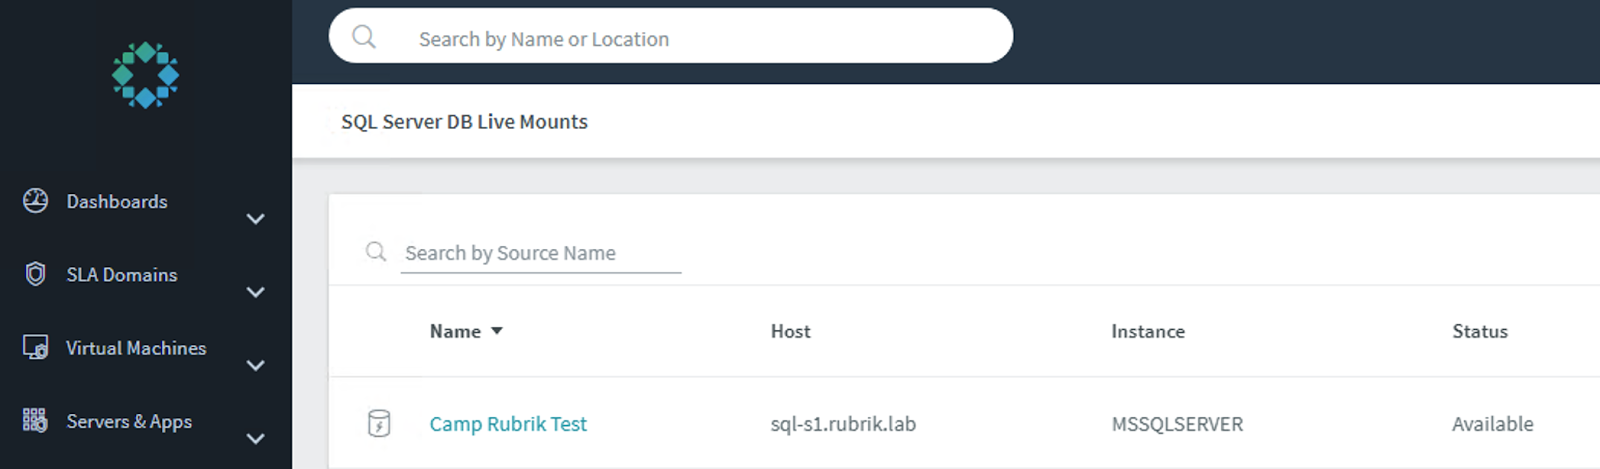 Search by Name or Location
SQL Server DB Live Mounts
Dashboards
SLA Domains
Virtual Machines
Servers & Apps
Search by Source Name
Name Host Instance Status
Camp Rubrik Test sql-s1.rubrik.lab MSSQLSERVER Available